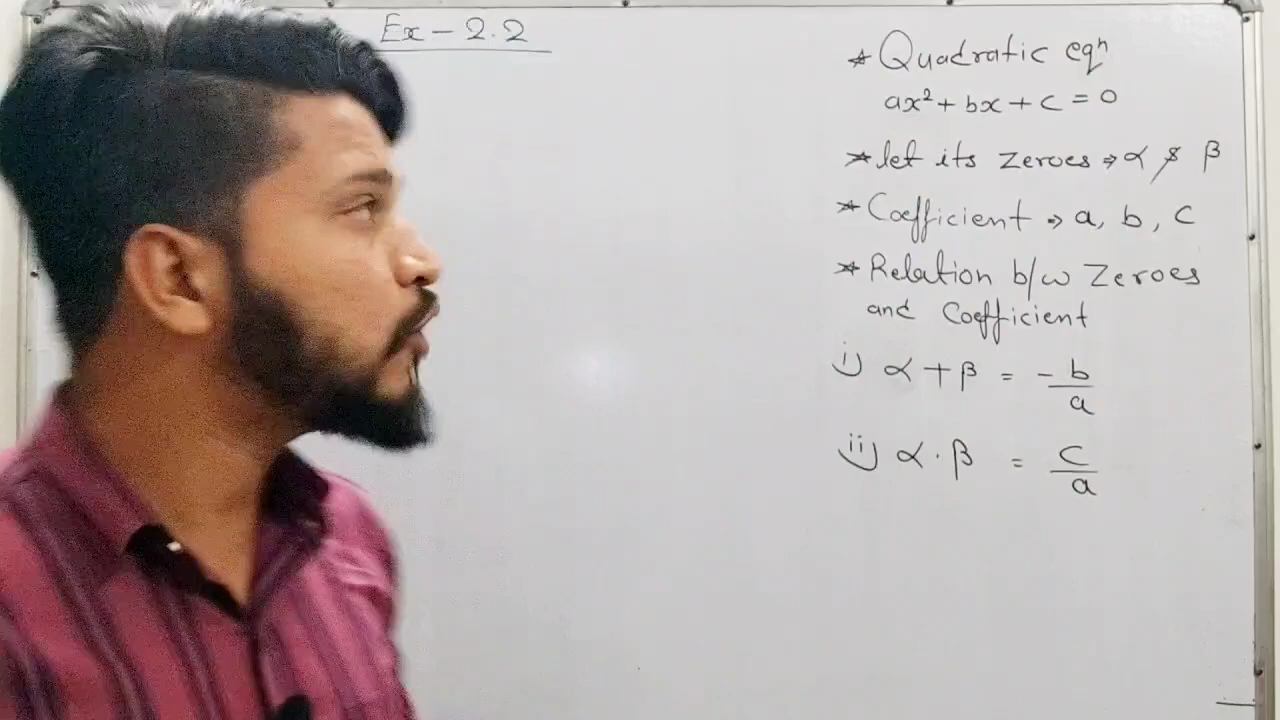 Ex - 2.2
* Quadratic eqⁿ
ax² + bx + c = 0
* let its zeroes ⇒ α & β
* Coefficient ⇒ a, b, c
* Relation b/w Zeroes
and Coefficient
i) α + β = - b/a
ii) α . β = c/a